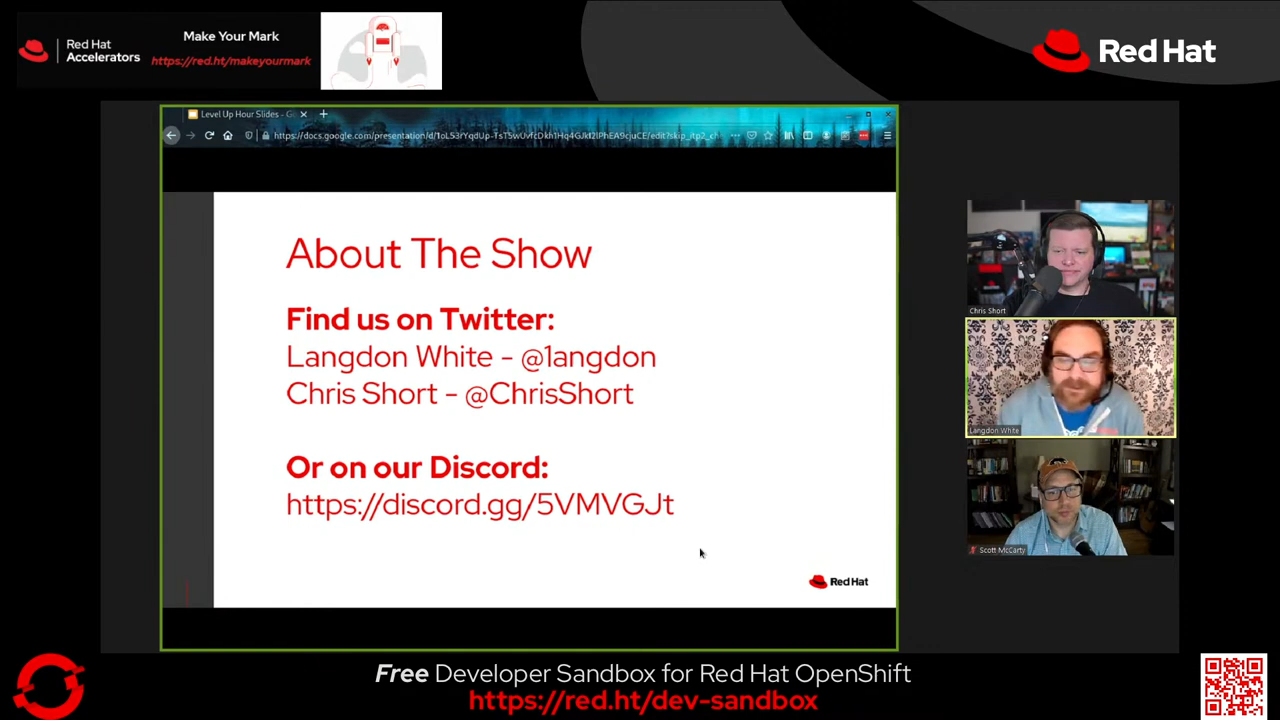 Red Hat
Accelerators
Make Your Mark
https://red.ht/makeyourmark
Red Hat
Level Up Hour Slides - G
About The Show
Find us on Twitter:
Langdon White - @1angdon
Chris Short - @ChrisShort
Or on our Discord:
https://discord.gg/5VMVGJt
Red Hat
Chris Short
Langdon White
Scott McCarty
Free Developer Sandbox for Red Hat OpenShift
https://red.ht/dev-sandbox